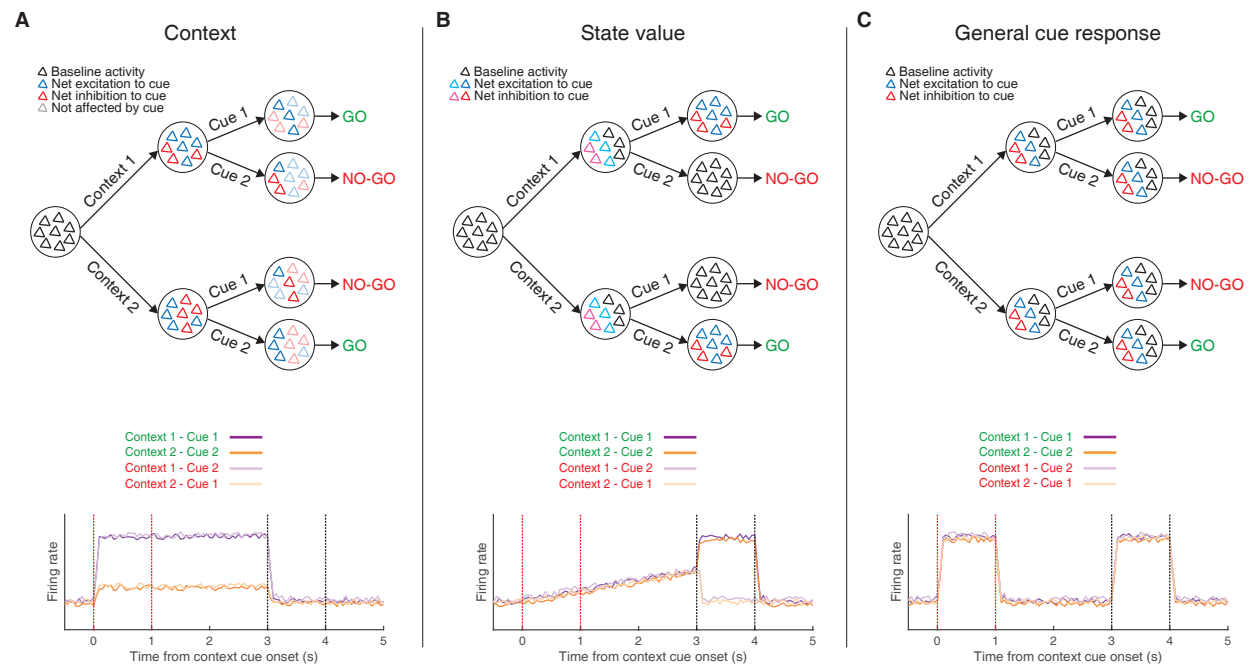 A
Context
Baseline activity
Net excitation to cue
Net inhibition to cue
Not affected by cue
Context 1
Context 2
Cue 1
Cue 2
Cue 1
Cue 2
GO
NO-GO
NO-GO
GO
Context 1 - Cue 1
Context 2 - Cue 2
Context 1 - Cue 2
Context 2 - Cue 1
Firing rate
0 1 2 3 4 5
Time from context cue onset (s)
B
State value
Baseline activity
Net excitation to cue
Net inhibition to cue
Context 1
Context 2
Cue 1
Cue 2
Cue 1
Cue 2
GO
NO-GO
NO-GO
GO
Context 1 - Cue 1
Context 2 - Cue 2
Context 1 - Cue 2
Context 2 - Cue 1
Firing rate
0 1 2 3 4 5
Time from context cue onset (s)
C
General cue response
Baseline activity
Net excitation to cue
Net inhibition to cue
Context 1
Context 2
Cue 1
Cue 2
Cue 1
Cue 2
GO
NO-GO
NO-GO
GO
Context 1 - Cue 1
Context 2 - Cue 2
Context 1 - Cue 2
Context 2 - Cue 1
Firing rate
0 1 2 3 4 5
Time from context cue onset (s)